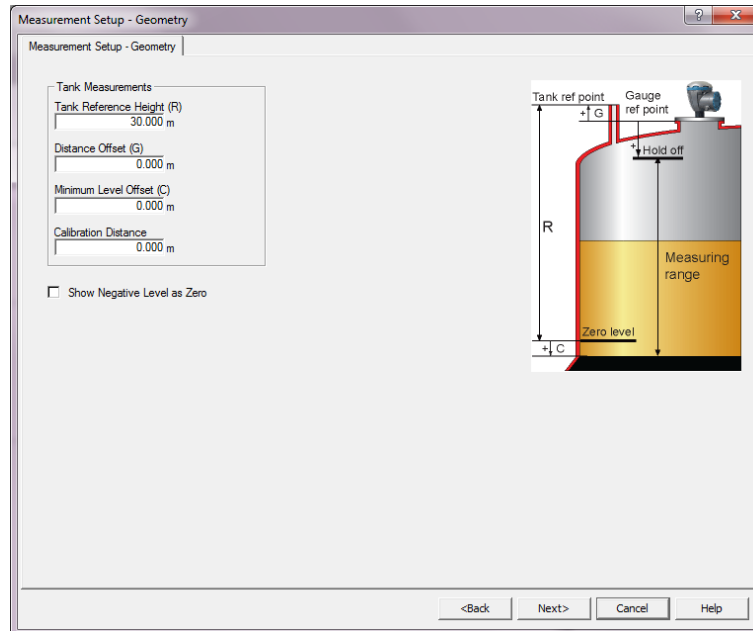 Measurement Setup - Geometry
Measurement Setup - Geometry
Tank Measurements
Tank Reference Height (R)
30.000 m
Distance Offset (G)
0.000 m
Minimum Level Offset (C)
0.000 m
Calibration Distance
0.000 m
Show Negative Level as Zero
Tank ref point
Gauge
ref point
+ G
+
Hold off
R
Measuring
range
Zero level
+ C
<Back
Next>
Cancel
Help